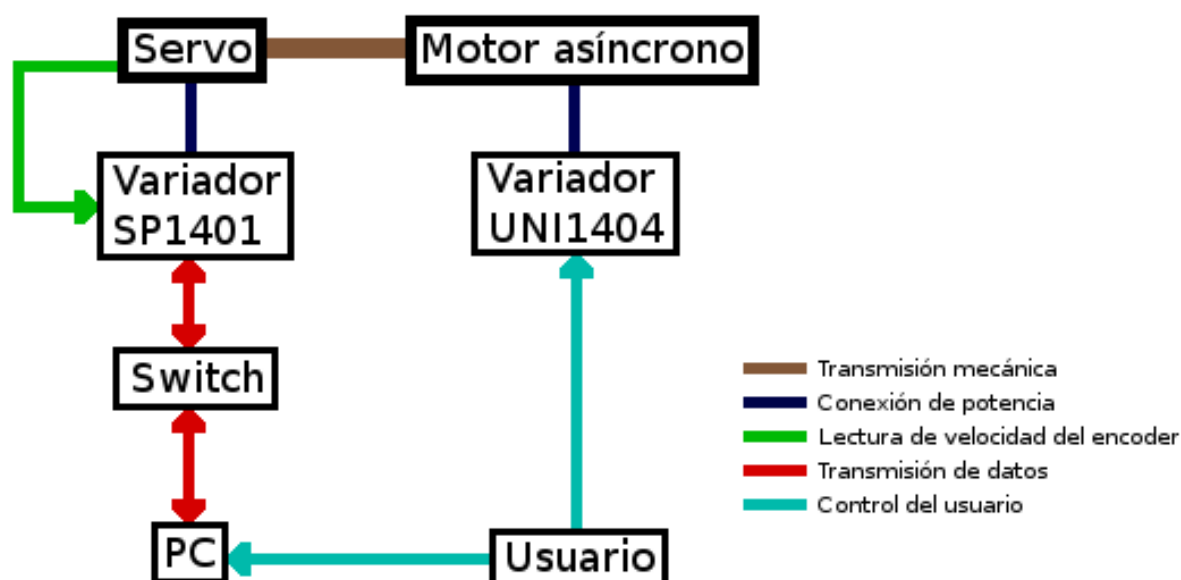 Servo
Motor asíncrono
Variador
SP1401
Variador
UNI1404
Switch
PC
Usuario
Transmisión mecánica
Conexión de potencia
Lectura de velocidad del encoder
Transmisión de datos
Control del usuario